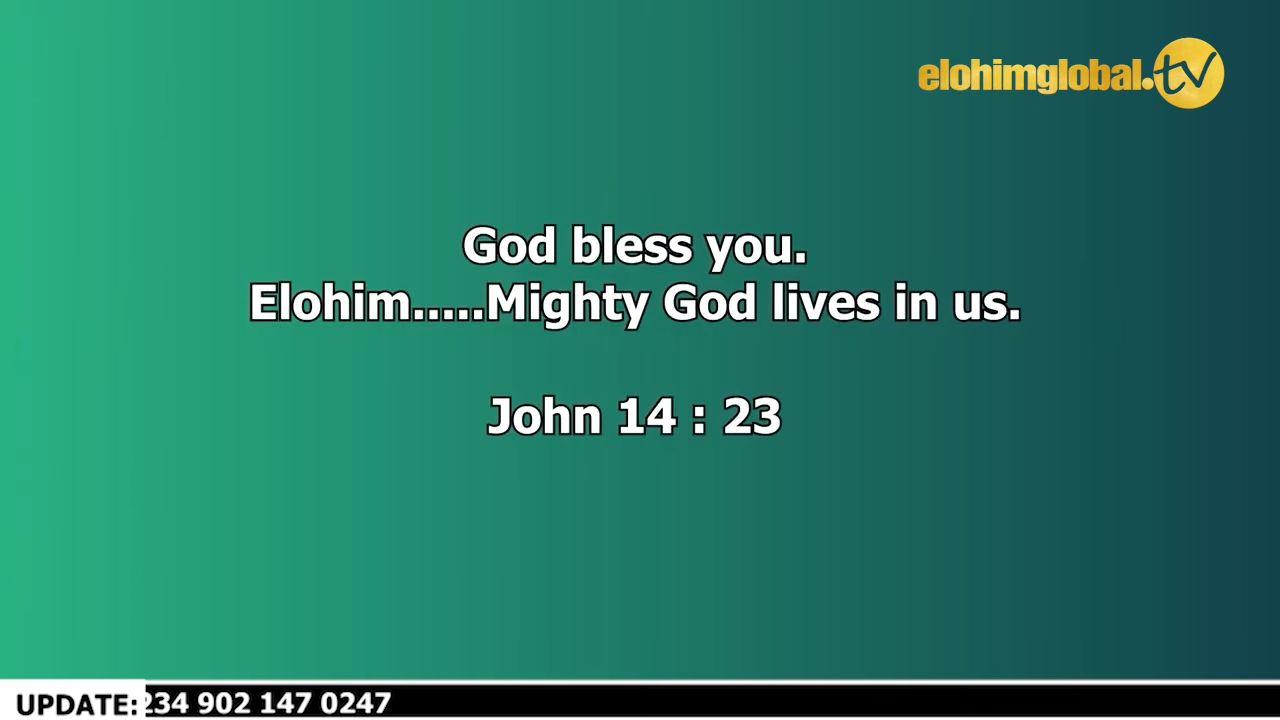 elohimglobal.tv
God bless you.
Elohim.....Mighty God lives in us.
John 14 : 23
UPDATE: 234 902 147 0247